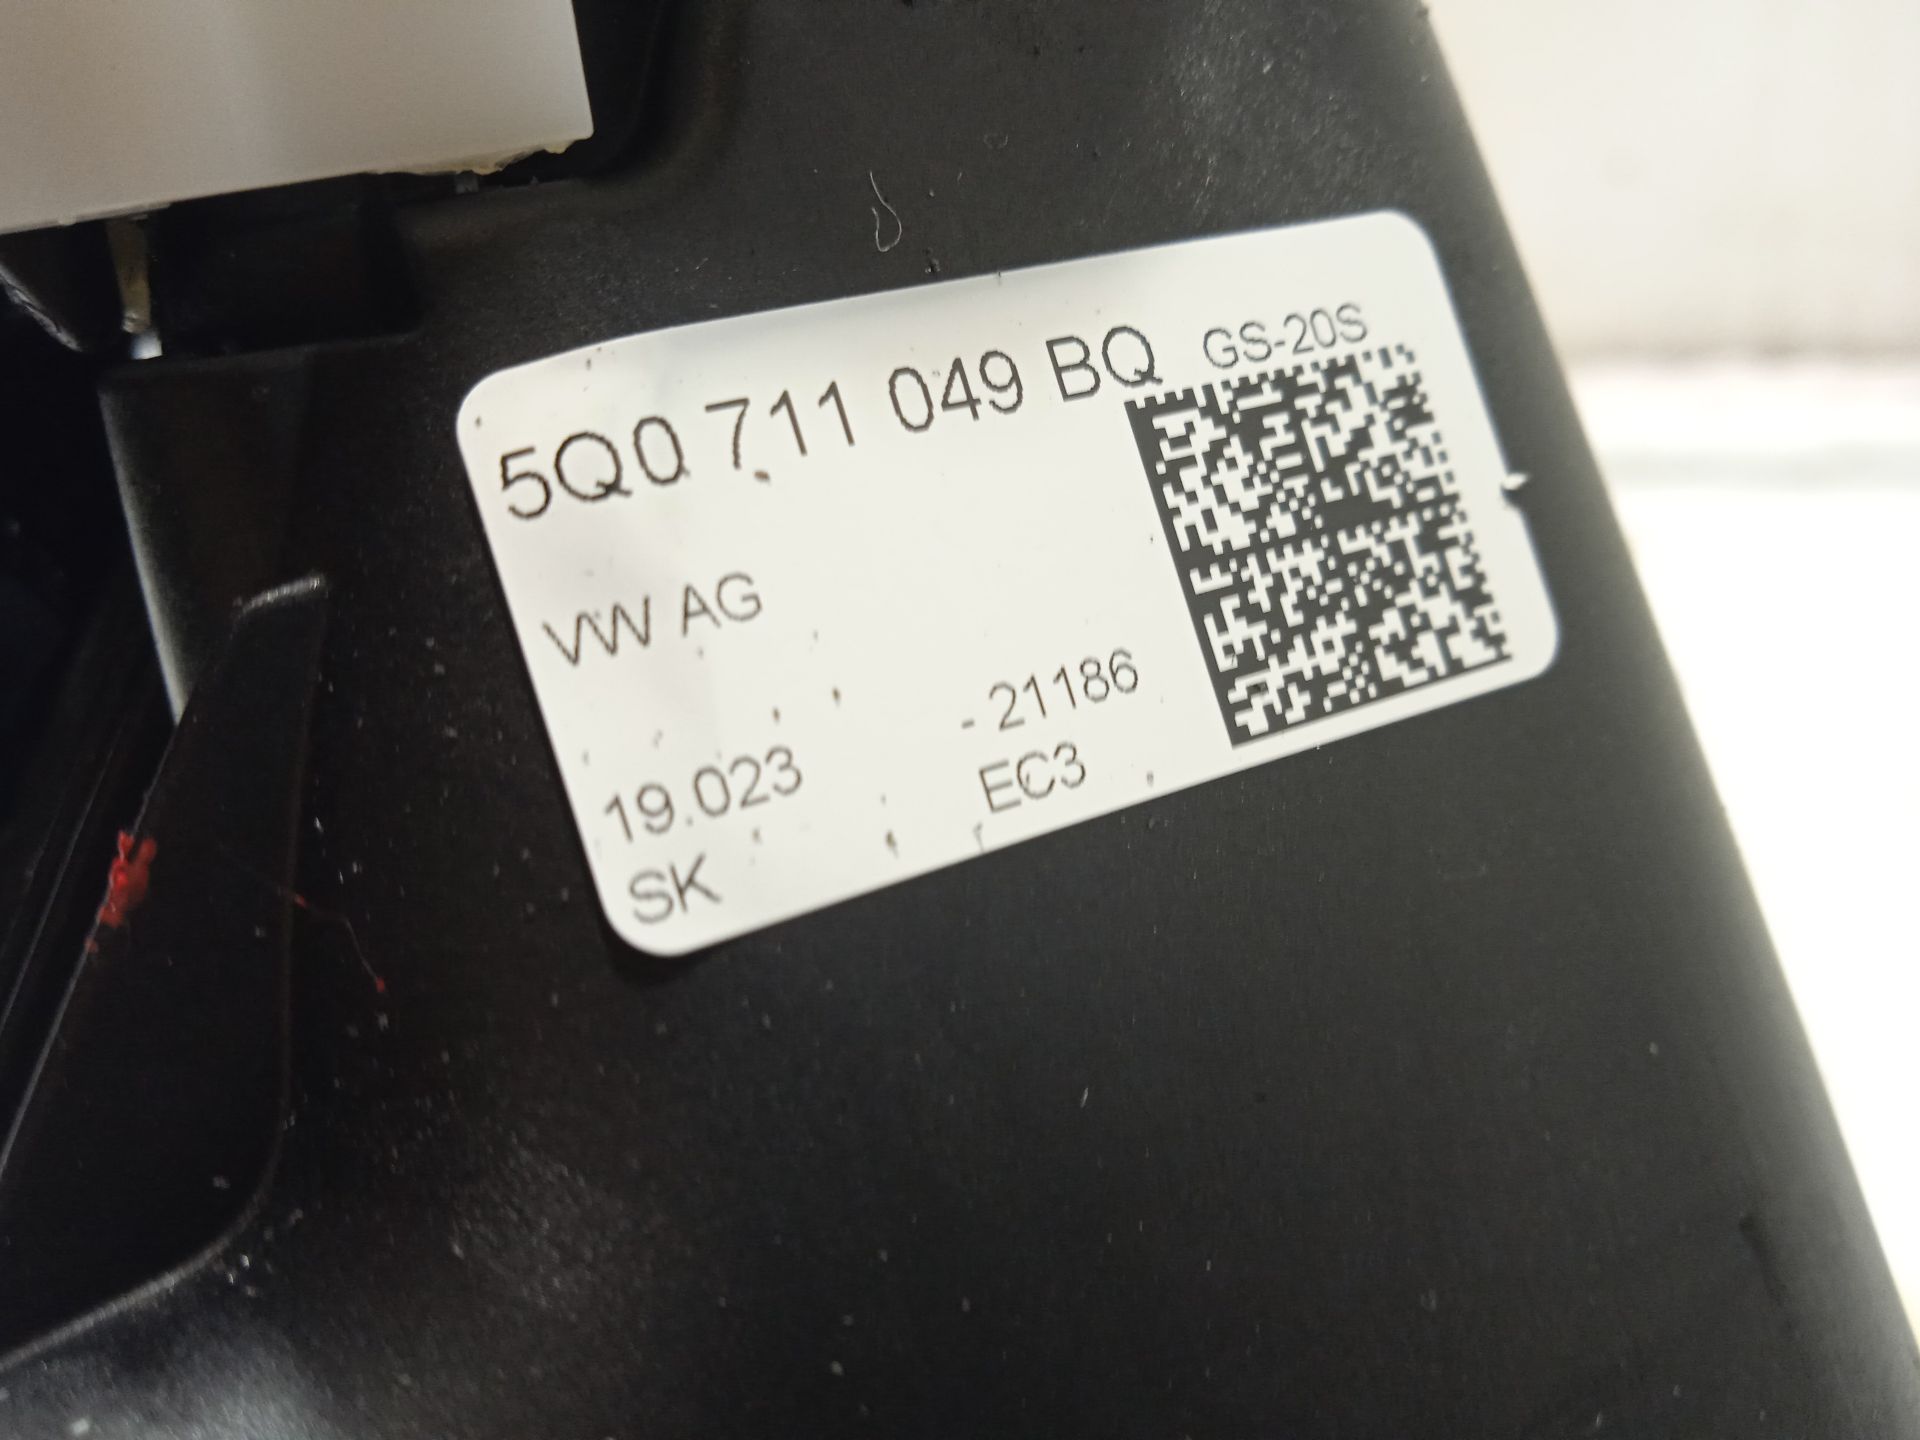 5Q0 711 049 BQ GS-20S
VW AG
19.023 - 21186
SK EC3